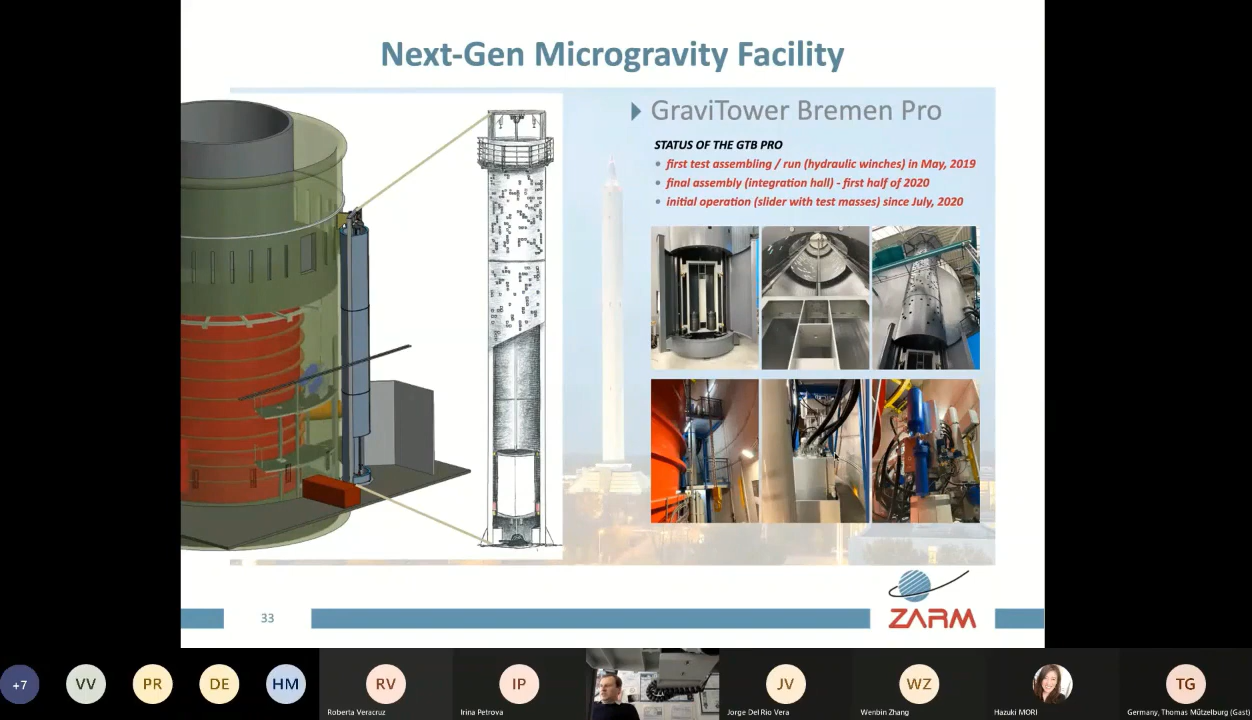 Next-Gen Microgravity Facility
GraviTower Bremen Pro
STATUS OF THE GTB PRO
first test assembling / run (hydraulic winches) in May, 2019
final assembly (integration hall) - first half of 2020
initial operation (slider with test masses) since July, 2020
33
ZARM
+7
VV
PR
DE
HM
RV
Roberta Veracruz
IP
Irina Petrova
JV
Jorge Del Rio Vera
WZ
Wenbin Zhang
Hazuki MORI
TG
Germany, Thomas Mützelburg (Gast)